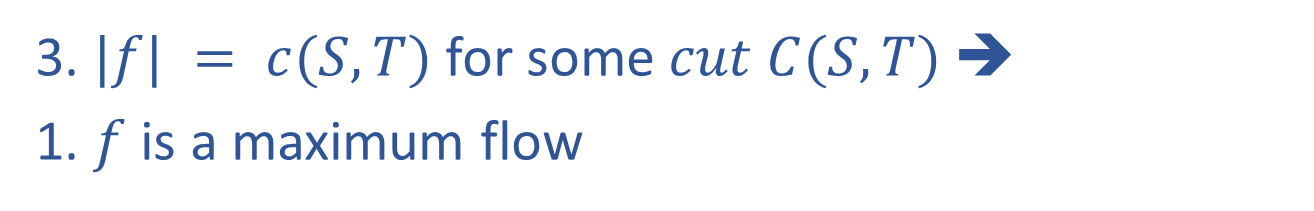 3. |𝑓| = 𝑐(𝑆,𝑇) for some 𝑐𝑢𝑡 𝐶(𝑆,𝑇) ➔
1. 𝑓 is a maximum flow